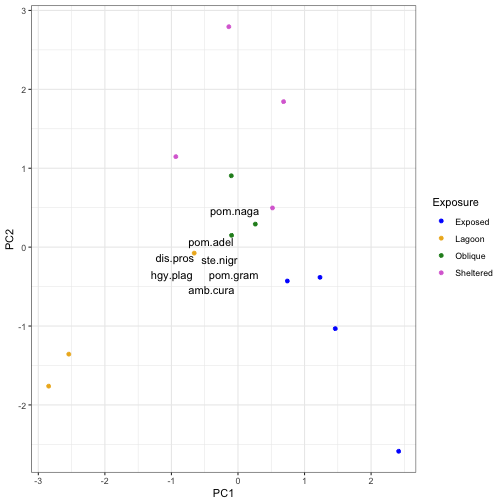 3
2
1
0
-1
-2
-3
-2
-1
0
1
2
PC1
PC2
pom.naga
pom.adel
dis.pros
ste.nigr
hgy.plag
pom.gram
amb.cura
Exposure
Exposed
Lagoon
Oblique
Sheltered